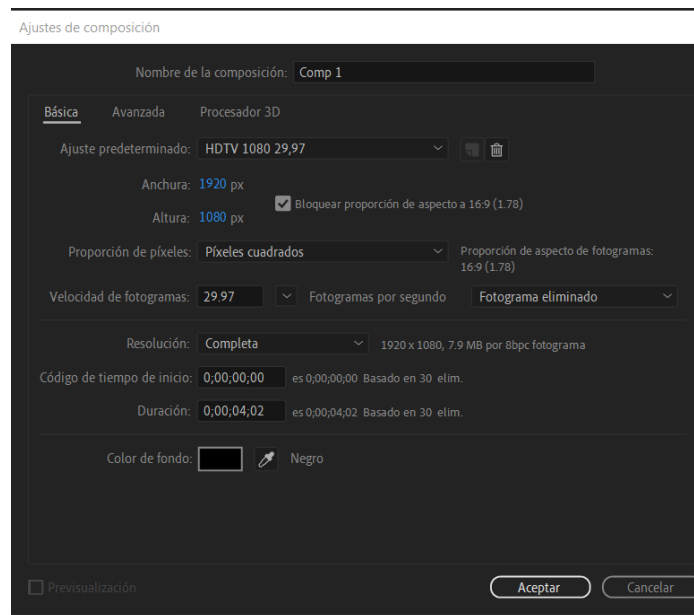 Ajustes de composición
Nombre de la composición: Comp 1
Básica Avanzada Procesador 3D
Ajuste predeterminado: HDTV 1080 29,97
Anchura: 1920 px
Bloquear proporción de aspecto a 16:9 (1.78)
Altura: 1080 px
Proporción de píxeles: Píxeles cuadrados
Proporción de aspecto de fotogramas:
16:9 (1.78)
Velocidad de fotogramas: 29.97 Fotogramas por segundo Fotograma eliminado
Resolución: Completa 1920 x 1080, 7.9 MB por 8bpc fotograma
Código de tiempo de inicio: 0;00;00;00 es 0;00;00;00 Basado en 30 elim.
Duración: 0;00;04;02 es 0;00;04;02 Basado en 30 elim.
Color de fondo: Negro
Previsualización Aceptar Cancelar